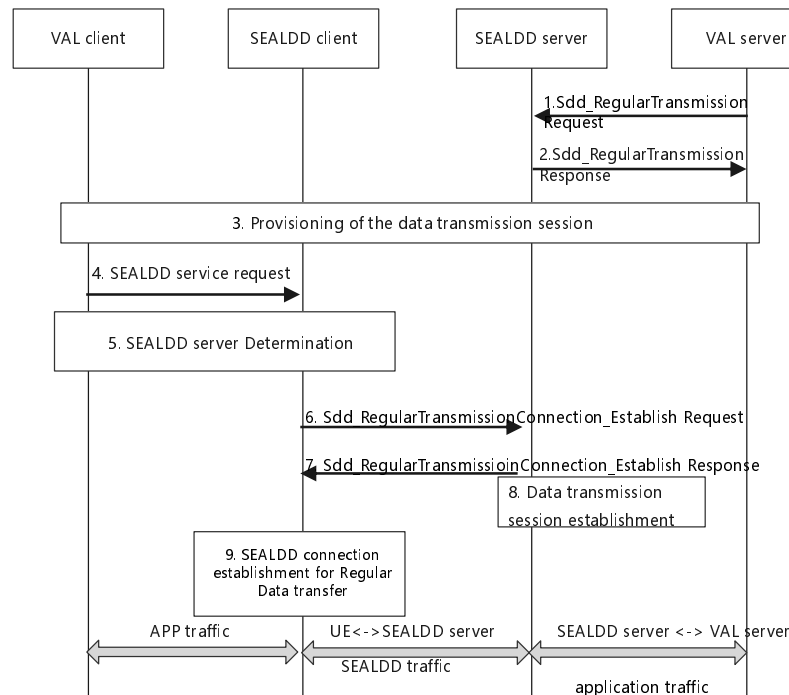 VAL client
SEALDD client
SEALDD server
VAL server
1.Sdd_RegularTransmission
Request
2.Sdd_RegularTransmission
Response
3. Provisioning of the data transmission session
4. SEALDD service request
5. SEALDD server Determination
6. Sdd_RegularTransmissionConnection_Establish Request
7. Sdd_RegularTransmissioinConnection_Establish Response
8. Data transmission
session establishment
9. SEALDD connection
establishment for Regular
Data transfer
APP traffic
UE<->SEALDD server
SEALDD traffic
SEALDD server <-> VAL server
application traffic